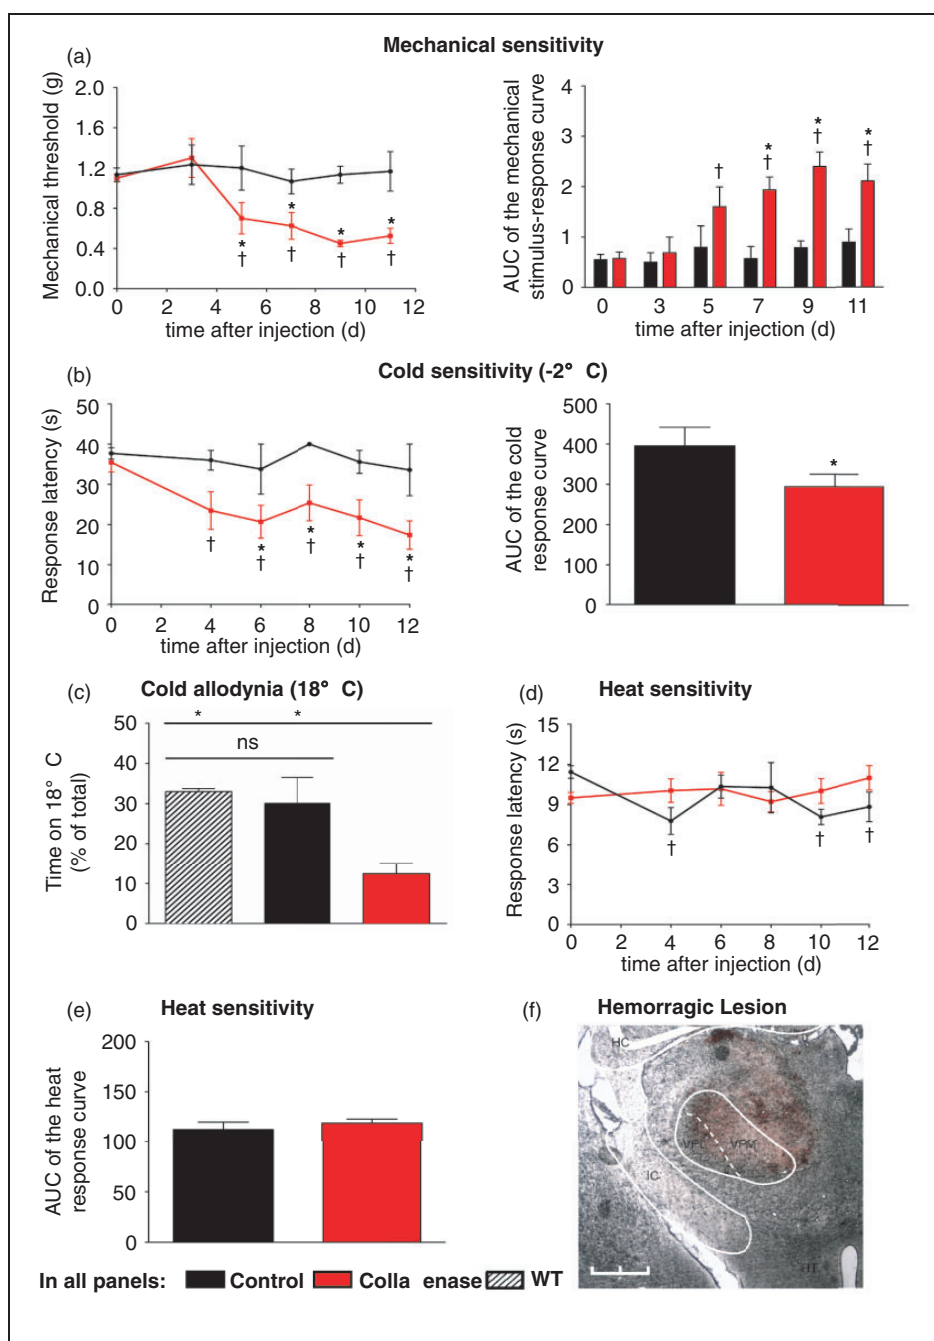 Mechanical sensitivity
(a)
Mechanical threshold (g)
2.0
1.6
1.2
0.8
0.4
0.0
0 2 4 6 8 10 12
time after injection (d)
* * * *
† † † †
AUC of the mechanical
stimulus-response curve
4
3
2
1
0
0 3 5 7 9 11
time after injection (d)
† * † * † * †
(b)
Cold sensitivity (-2° C)
Response latency (s)
50
40
30
20
10
0
0 2 4 6 8 10 12
time after injection (d)
† * † * † * † * †
AUC of the cold
response curve
500
400
300
200
100
0
*
(c)
Cold allodynia (18° C)
Time on 18° C
(% of total)
50
40
30
20
10
0
* *
ns
(d)
Heat sensitivity
Response latency (s)
15
12
9
6
3
0
0 2 4 6 8 10 12
time after injection (d)
† † †
(e)
Heat sensitivity
AUC of the heat
response curve
200
150
100
50
0
(f)
Hemorragic Lesion
HC
VPL
VPM
IC
HT
In all panels: Control Colla enase WT